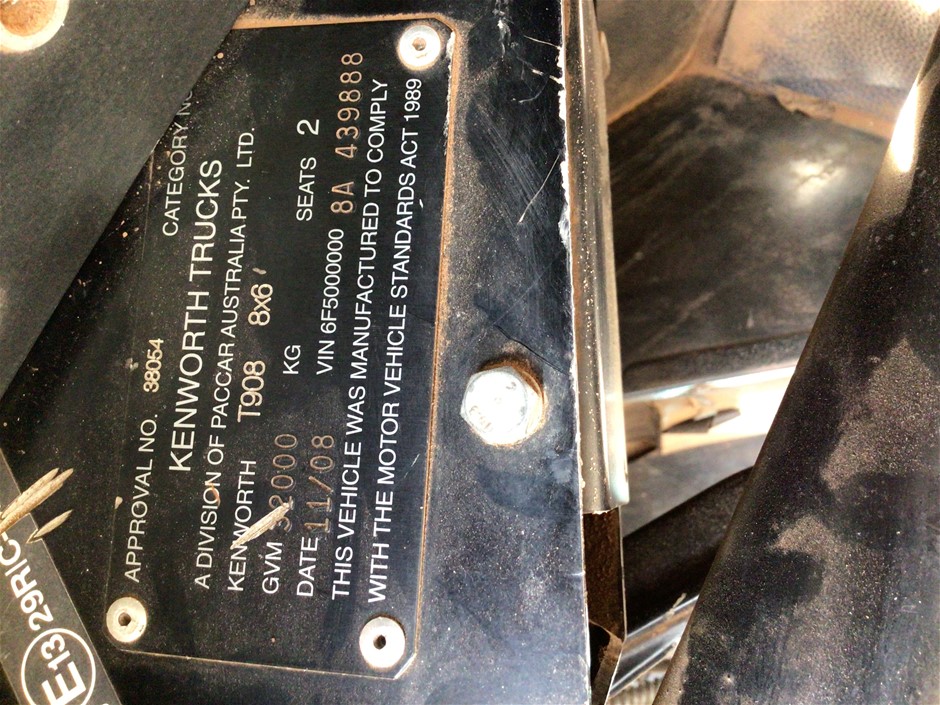 APPROVAL NO. 38054 CATEGORY NO
KENWORTH TRUCKS
A DIVISION OF PACCAR AUSTRALIA PTY. LTD.
KENWORTH T908 8x6
GVM 32000 KG SEATS 2
DATE 11/08 VIN 6F5000000 8A 439888
THIS VEHICLE WAS MANUFACTURED TO COMPLY
WITH THE MOTOR VEHICLE STANDARDS ACT 1989
E13 29RIC-